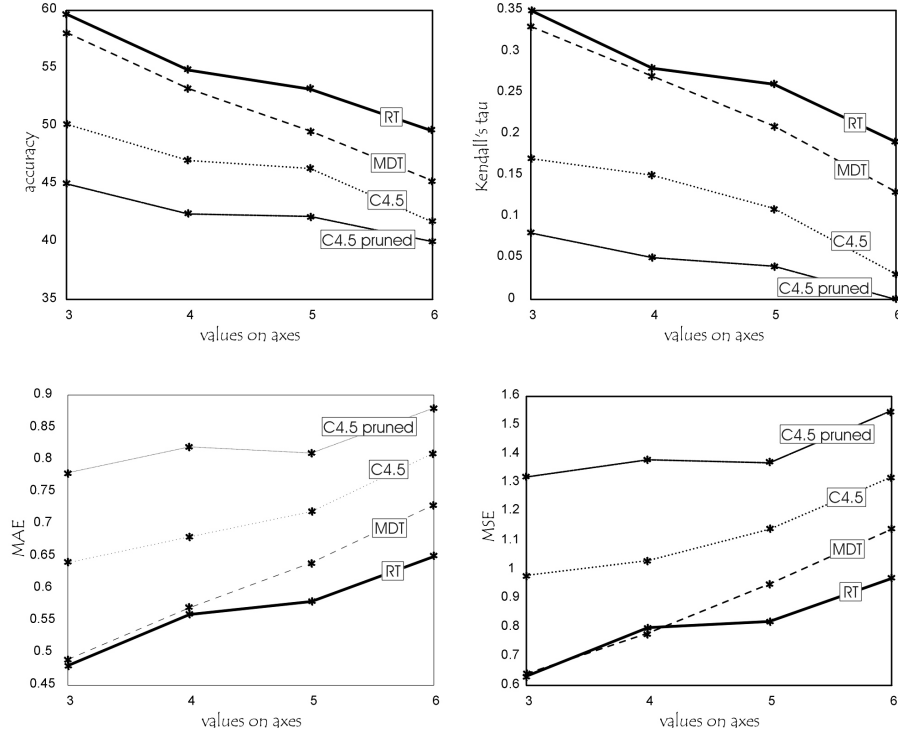 60
55
50
45
40
35
accuracy
3
4
5
6
values on axes
RT
MDT
C4.5
C4.5 pruned
0.35
0.3
0.25
0.2
0.15
0.1
0.05
0
Kendall's tau
3
4
5
6
values on axes
RT
MDT
C4.5
C4.5 pruned
0.9
0.85
0.8
0.75
0.7
0.65
0.6
0.55
0.5
0.45
MAE
3
4
5
6
values on axes
C4.5 pruned
C4.5
MDT
RT
1.6
1.5
1.4
1.3
1.2
1.1
1
0.9
0.8
0.7
0.6
MSE
3
4
5
6
values on axes
C4.5 pruned
C4.5
MDT
RT